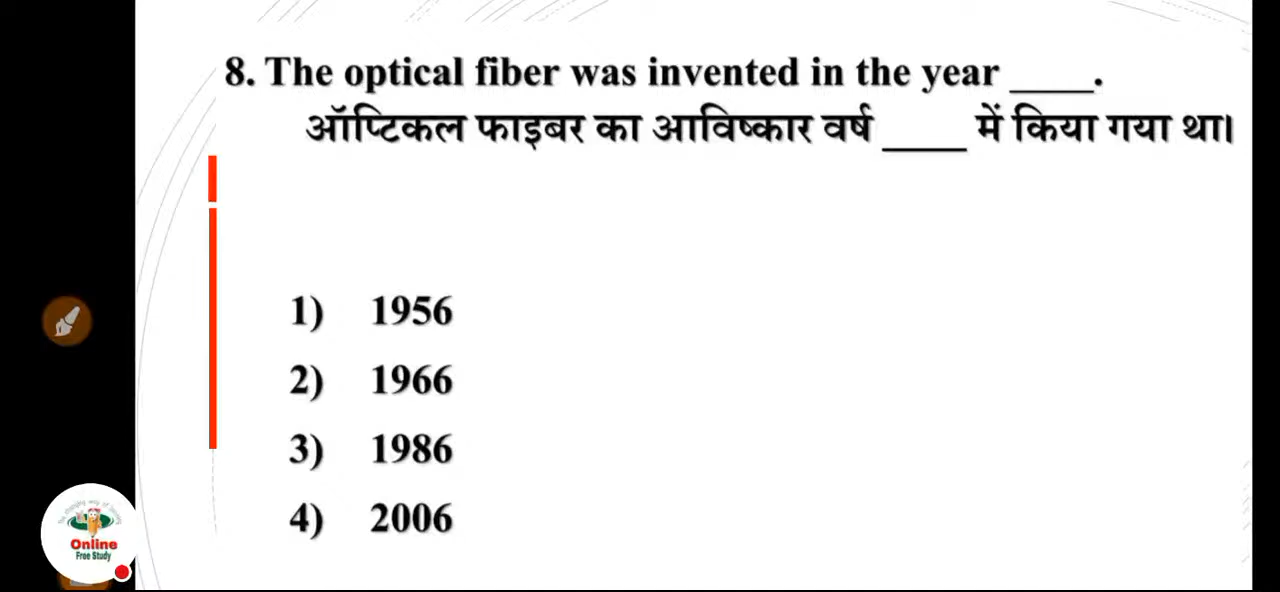 8. The optical fiber was invented in the year ____.
ऑप्टिकल फाइबर का आविष्कार वर्ष ____ में किया गया था।
1) 1956
2) 1966
3) 1986
4) 2006
Online
Free Study